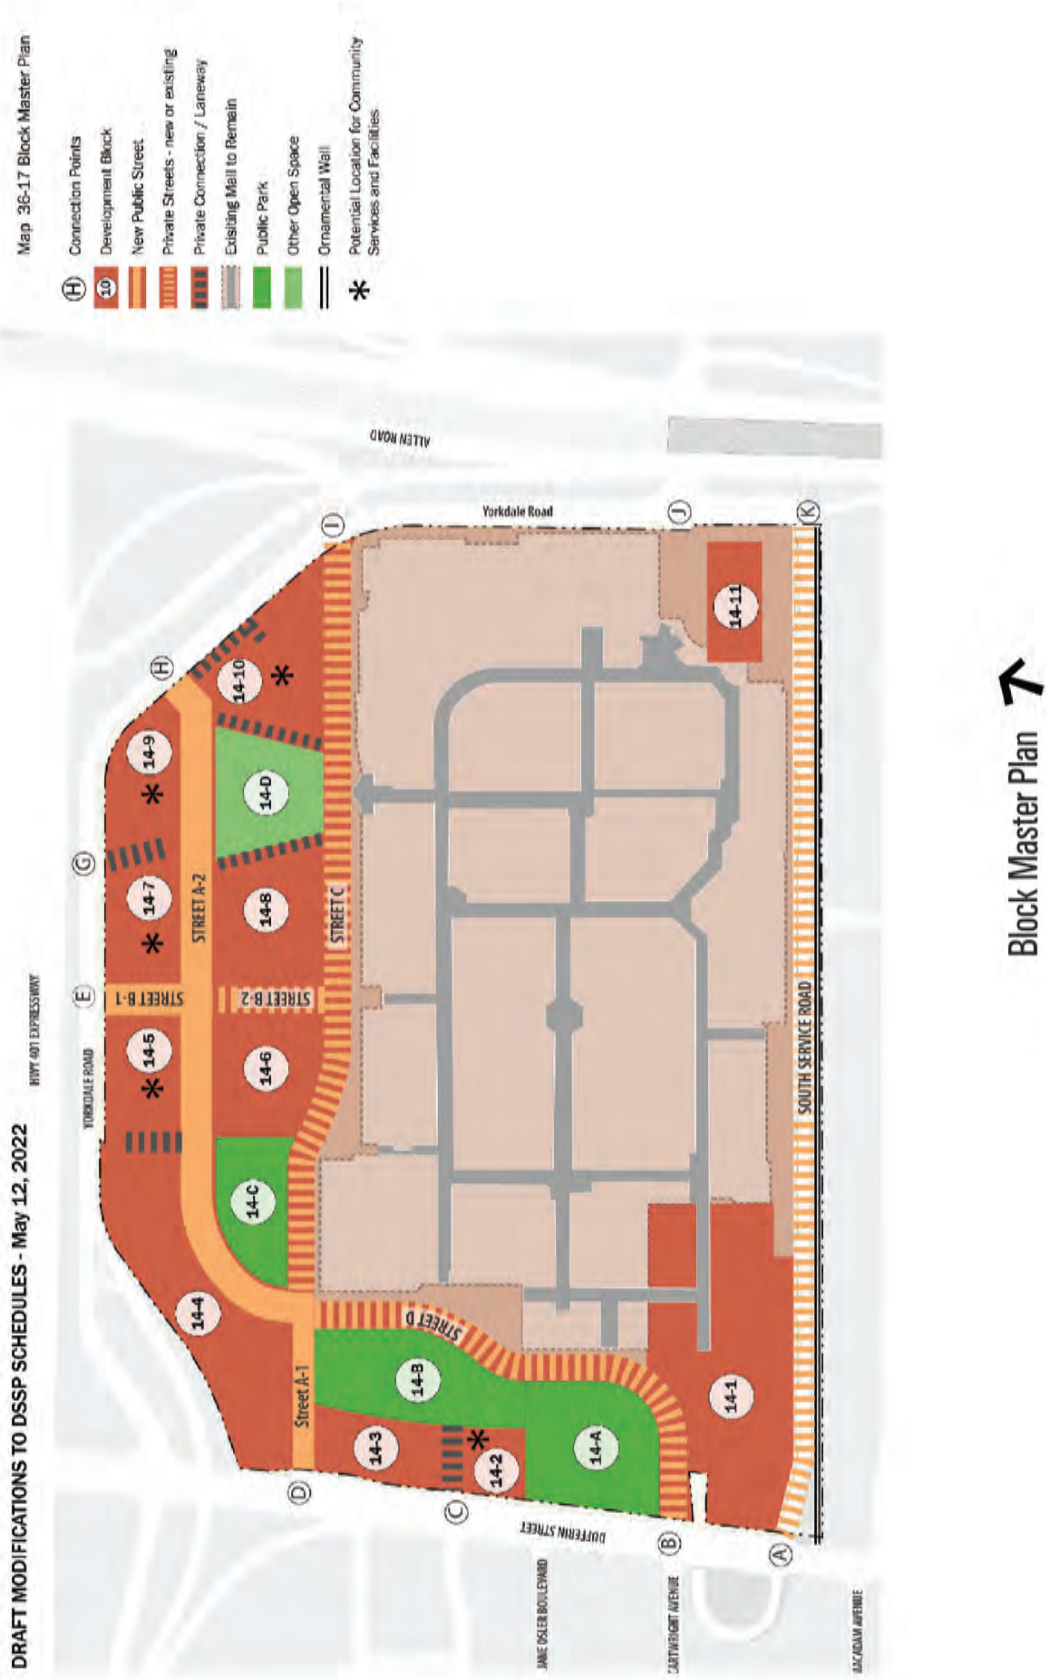 DRAFT MODIFICATIONS TO DSSP SCHEDULES - May 12, 2022
Map 36-17 Block Master Plan
H Connection Points
10 Development Block
New Public Street
Private Streets - new or existing
Private Connection / Laneway
Exisiting Mall to Remain
Public Park
Other Open Space
Ornamental Wall
* Potential Location for Community
Services and Facilities
HWY 401 EXPRESSWAY
YORKDALE ROAD
E
G
H
I
J
K
ALLEN ROAD
Yorkdale Road
14-4
14-5
*
STREET B-1
14-7
*
14-9
*
STREET A-2
14-C
14-6
STREET B-2
14-8
14-D
14-10
*
STREET C
D
Street A-1
14-3
14-B
STREET D
C
14-2
*
14-A
DUFFERIN STREET
B
14-1
A
14-11
SOUTH SERVICE ROAD
JANE OSLER BOULEVARD
CARTWRIGHT AVENUE
MACADAM AVENUE
Block Master Plan